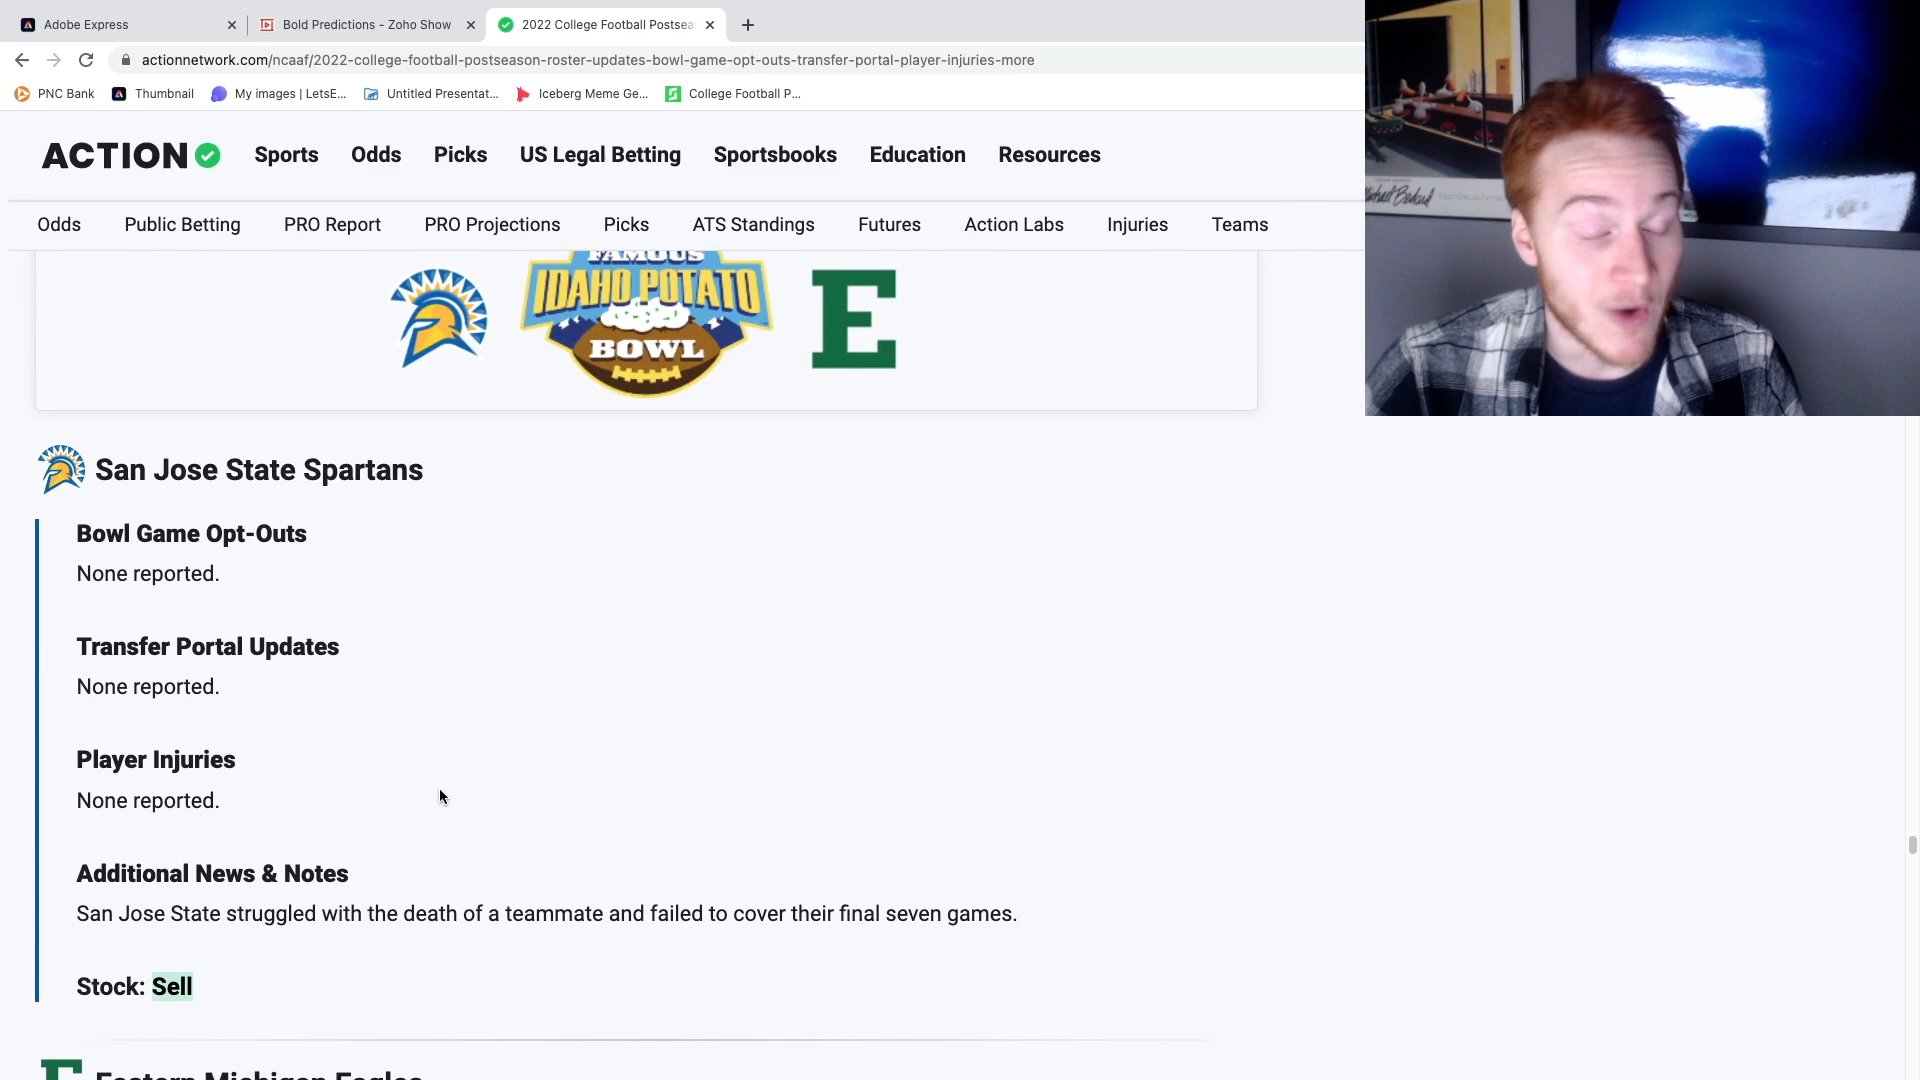 Adobe Express
Bold Predictions - Zoho Show
2022 College Football Postsea
actionnetwork.com/ncaaf/2022-college-football-postseason-roster-updates-bowl-game-opt-outs-transfer-portal-player-injuries-more
PNC Bank
Thumbnail
My images | LetsE...
Untitled Presentat...
Iceberg Meme Ge...
College Football P...
ACTION
Sports
Odds
Picks
US Legal Betting
Sportsbooks
Education
Resources
Odds
Public Betting
PRO Report
PRO Projections
Picks
ATS Standings
Futures
Action Labs
Injuries
Teams
FAMOUS
IDAHO POTATO
BOWL
E
San Jose State Spartans
Bowl Game Opt-Outs
None reported.
Transfer Portal Updates
None reported.
Player Injuries
None reported.
Additional News & Notes
San Jose State struggled with the death of a teammate and failed to cover their final seven games.
Stock: Sell
Eastern Michigan Eagles